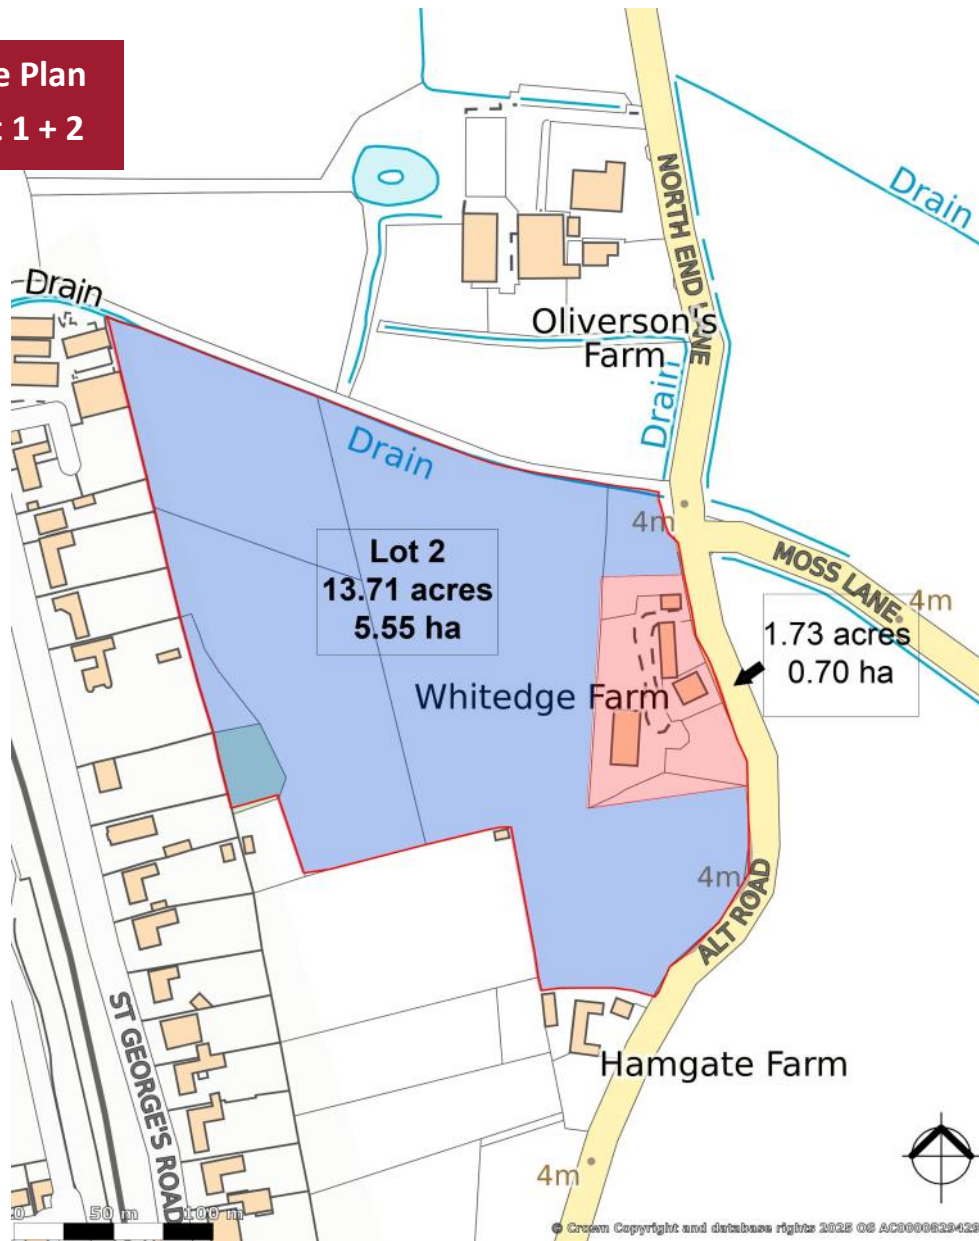 e Plan
t 1 + 2
Drain
NORTH END LANE
Drain
Oliverson's
Farm
Drain
Drain
4m
Lot 2
13.71 acres
5.55 ha
MOSS LANE
4m
1.73 acres
0.70 ha
Whitedge Farm
4m
ALT ROAD
ST GEORGE'S ROAD
Hamgate Farm
4m
0 50 m 100 m
© Crown Copyright and database rights 2025 OS AC0000829429